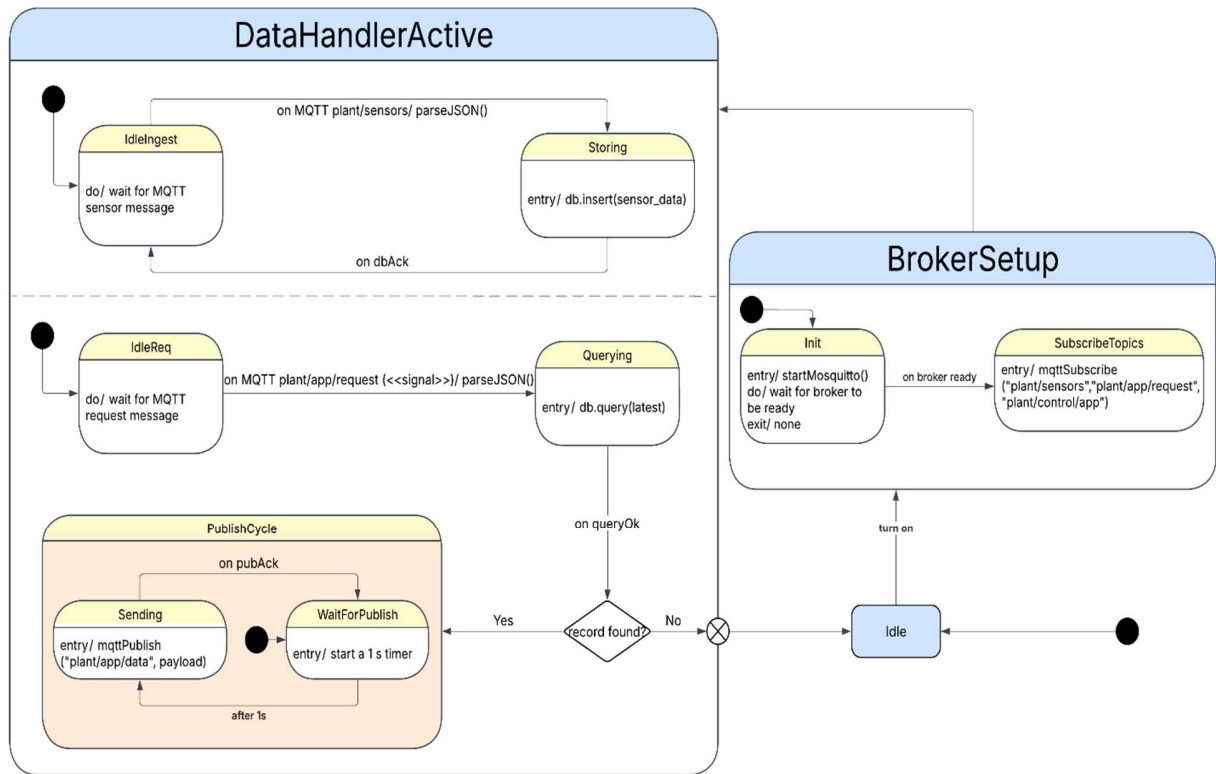 DataHandlerActive
on MQTT plant/sensors/ parseJSON()
IdleIngest
do/ wait for MQTT
sensor message
Storing
entry/ db.insert(sensor_data)
on dbAck
IdleReq
do/ wait for MQTT
request message
on MQTT plant/app/request (<<signal>>)/ parseJSON()
Querying
entry/ db.query(latest)
on queryOk
PublishCycle
on pubAck
Sending
entry/ mqttPublish
("plant/app/data", payload)
WaitForPublish
entry/ start a 1 s timer
after 1s
Yes
record found?
No
BrokerSetup
Init
entry/ startMosquitto()
do/ wait for broker to
be ready
exit/ none
on broker ready
SubscribeTopics
entry/ mqttSubscribe
("plant/sensors","plant/app/request",
"plant/control/app")
turn on
Idle